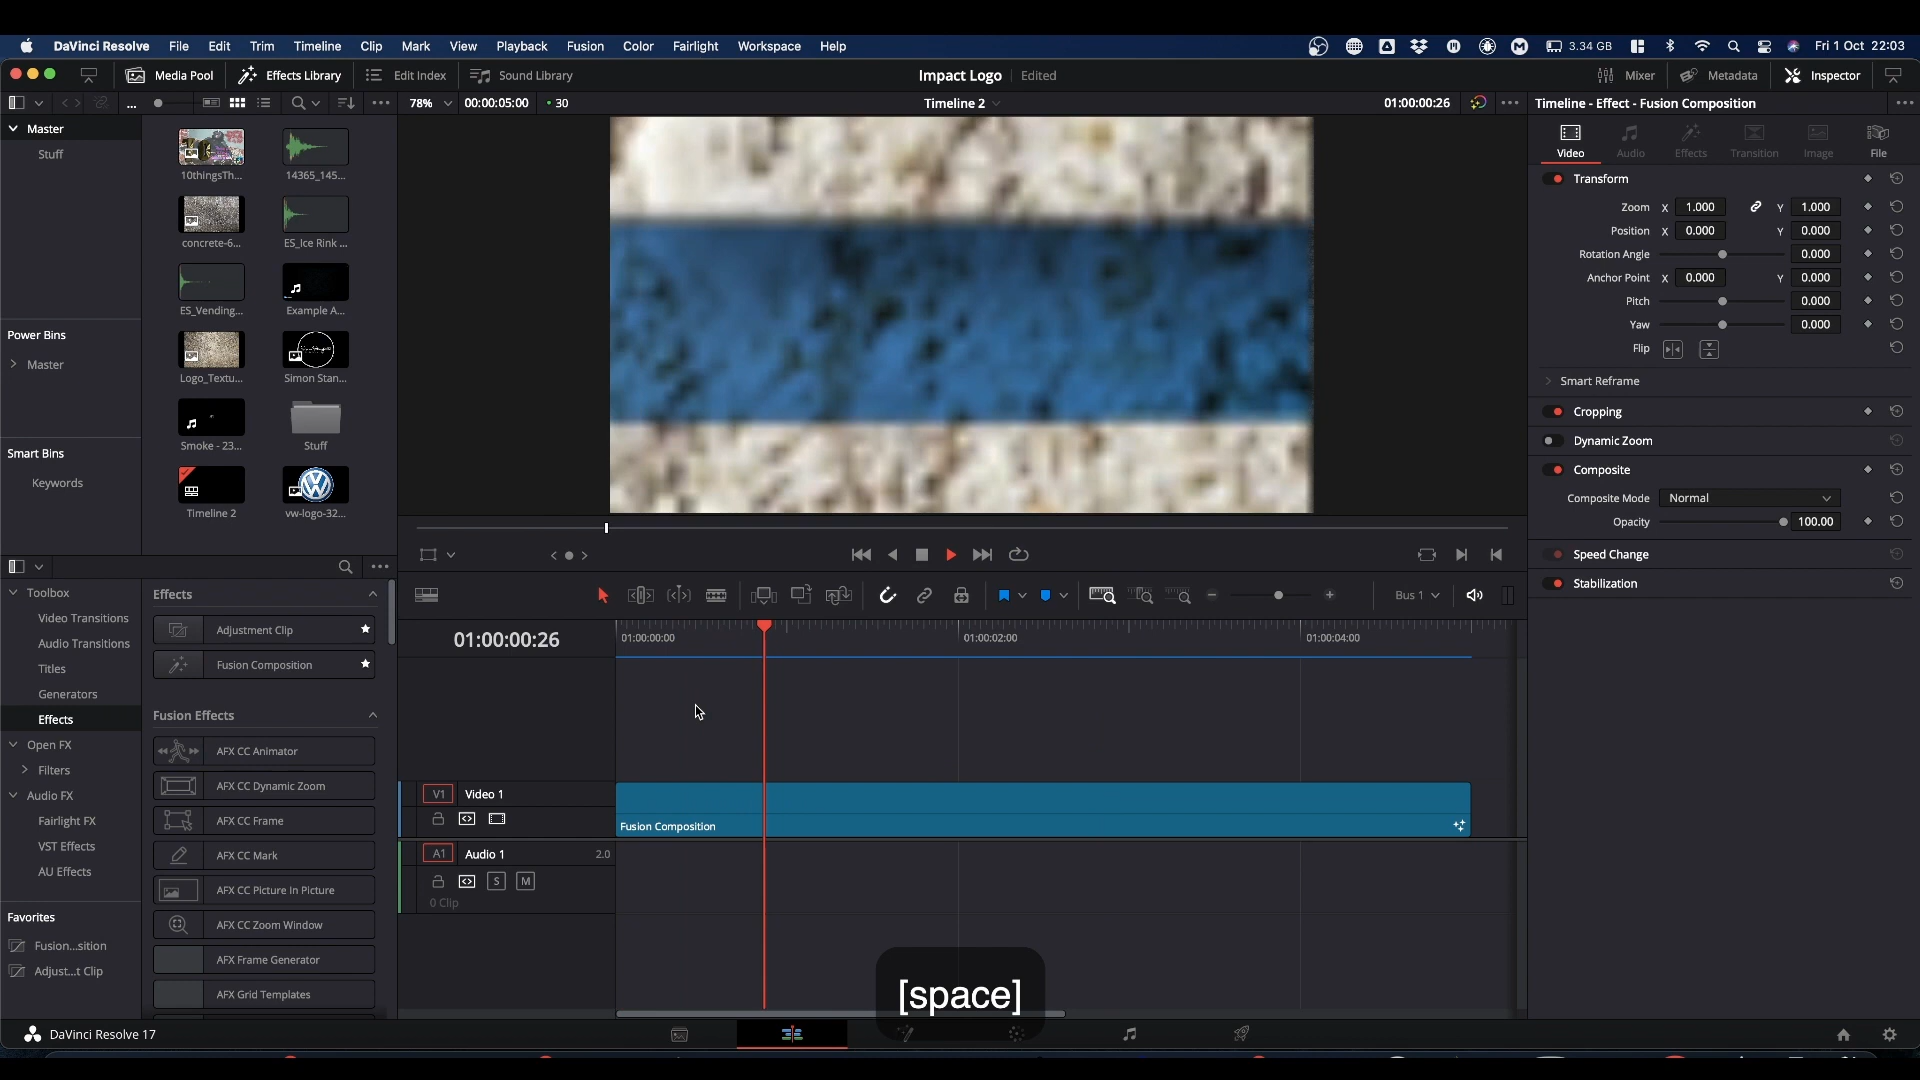 DaVinci Resolve File Edit Trim Timeline Clip Mark View Playback Fusion Color Fairlight Workspace Help 3.34 GB Fri 1 Oct 22:03
Media Pool Effects Library Edit Index Sound Library Impact Logo Edited Mixer Metadata Inspector
... 78% 00:00:05:00 • 30 Timeline 2 01:00:00:26 Timeline - Effect - Fusion Composition
Master
Stuff
Power Bins
Master
Smart Bins
Keywords
10thingsTh...
14365_145...
concrete-6...
ES_Ice Rink ...
ES_Vending...
Example A...
Logo_Textu...
Simon Stan...
Smoke - 23...
Stuff
Timeline 2
vw-logo-32...
Video Audio Effects Transition Image File
Transform
Zoom X 1.000 Y 1.000
Position X 0.000 Y 0.000
Rotation Angle 0.000
Anchor Point X 0.000 Y 0.000
Pitch 0.000
Yaw 0.000
Flip
Smart Reframe
Cropping
Dynamic Zoom
Composite
Composite Mode Normal
Opacity 100.00
Speed Change
Stabilization
Toolbox
Video Transitions
Audio Transitions
Titles
Generators
Effects
Open FX
Filters
Audio FX
Fairlight FX
VST Effects
AU Effects
Favorites
Fusion...sition
Adjust...t Clip
Effects
Adjustment Clip
Fusion Composition
Fusion Effects
AFX CC Animator
AFX CC Dynamic Zoom
AFX CC Frame
AFX CC Mark
AFX CC Picture In Picture
AFX CC Zoom Window
AFX Frame Generator
AFX Grid Templates
Bus 1
01:00:00:26 01:00:00:00 01:00:02:00 01:00:04:00
V1 Video 1
Fusion Composition
A1 Audio 1 2.0
S M
0 Clip
[space]
DaVinci Resolve 17